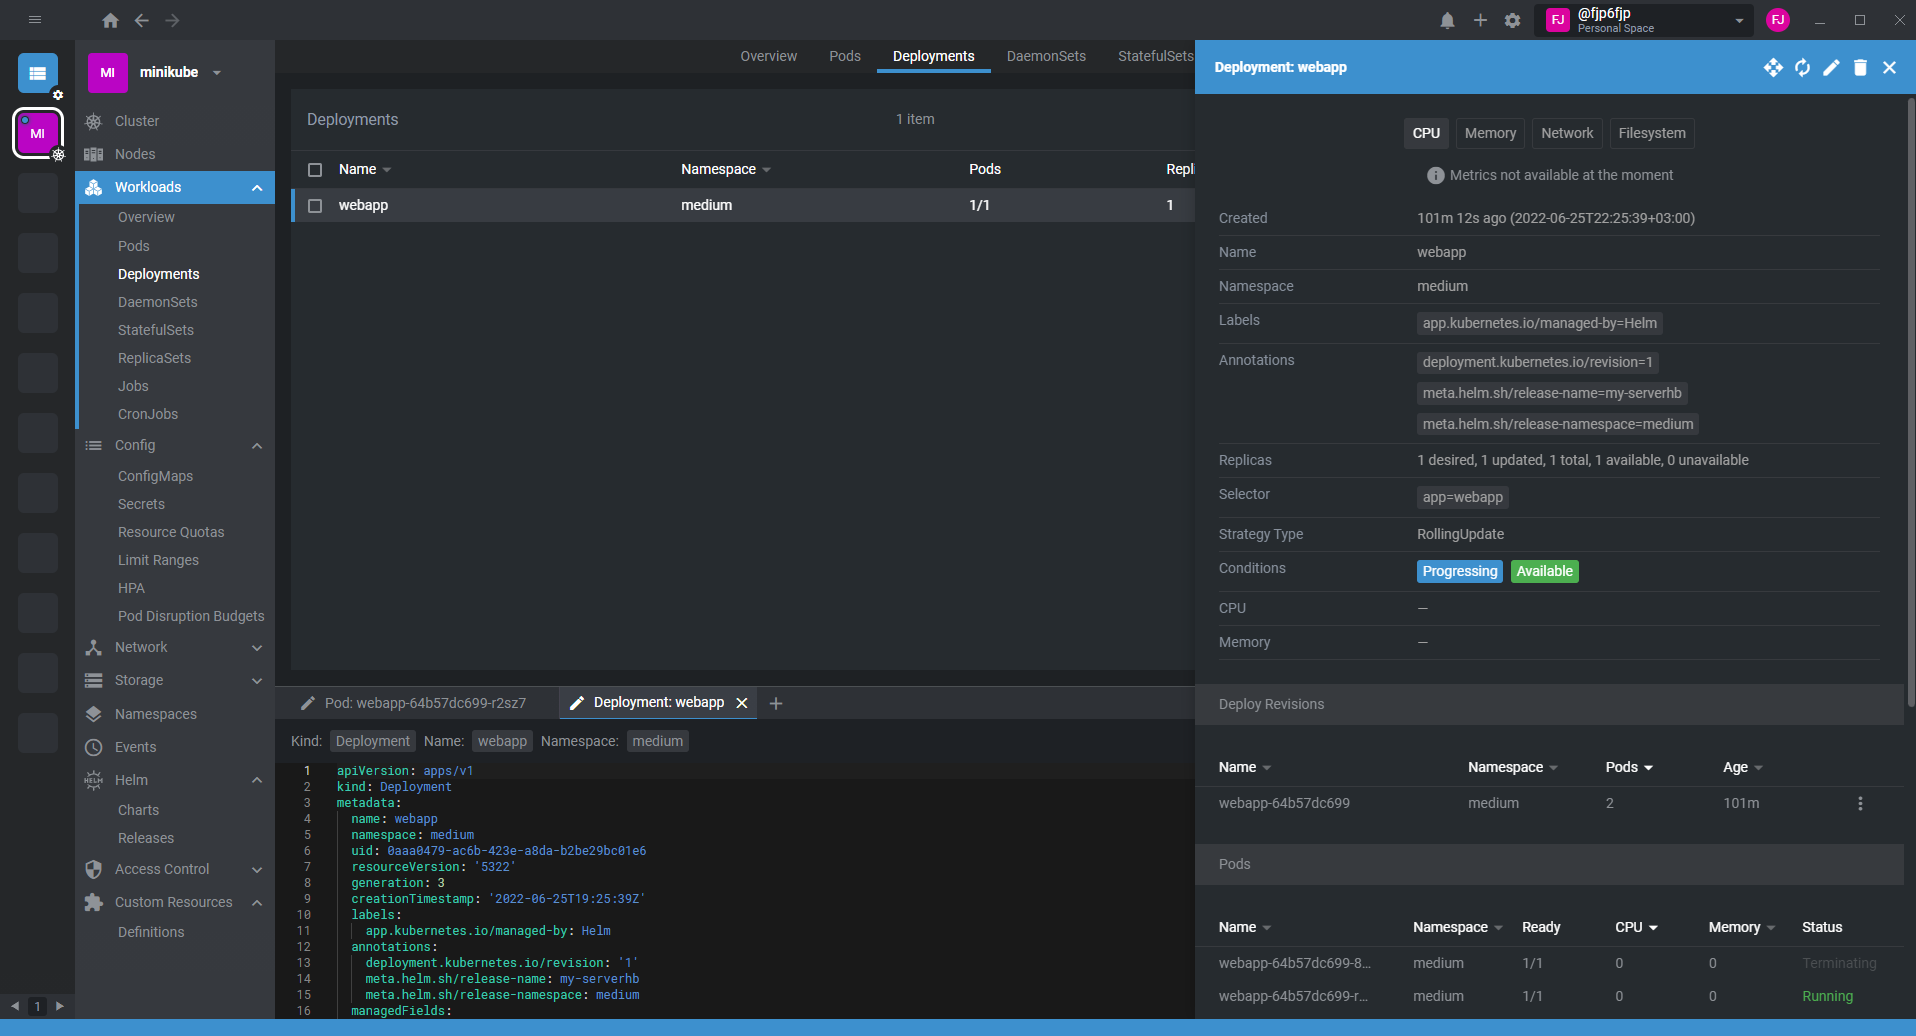 @fjp6fjp
FJ
Personal Space
FJ
MI
minikube
MI
Cluster
Nodes
Workloads
Overview
Pods
Deployments
DaemonSets
StatefulSets
ReplicaSets
Jobs
CronJobs
Config
ConfigMaps
Secrets
Resource Quotas
Limit Ranges
HPA
Pod Disruption Budgets
Network
Storage
Namespaces
Events
Helm
Charts
Releases
Access Control
Custom Resources
Definitions
1
Overview Pods Deployments DaemonSets StatefulSets
Deployments 1 item
Name Namespace Pods Repli
webapp medium 1/1 1
Pod: webapp-64b57dc699-r2sz7 Deployment: webapp
Kind: Deployment Name: webapp Namespace: medium
1 apiVersion: apps/v1
2 kind: Deployment
3 metadata:
4 name: webapp
5 namespace: medium
6 uid: 0aaa0479-ac6b-423e-a8da-b2be29bc01e6
7 resourceVersion: '5322'
8 generation: 3
9 creationTimestamp: '2022-06-25T19:25:39Z'
10 labels:
11 app.kubernetes.io/managed-by: Helm
12 annotations:
13 deployment.kubernetes.io/revision: '1'
14 meta.helm.sh/release-name: my-serverhb
15 meta.helm.sh/release-namespace: medium
16 managedFields:
Deployment: webapp
CPU Memory Network Filesystem
Metrics not available at the moment
Created 101m 12s ago (2022-06-25T22:25:39+03:00)
Name webapp
Namespace medium
Labels app.kubernetes.io/managed-by=Helm
Annotations deployment.kubernetes.io/revision=1
meta.helm.sh/release-name=my-serverhb
meta.helm.sh/release-namespace=medium
Replicas 1 desired, 1 updated, 1 total, 1 available, 0 unavailable
Selector app=webapp
Strategy Type RollingUpdate
Conditions Progressing Available
CPU —
Memory —
Deploy Revisions
Name Namespace Pods Age
webapp-64b57dc699 medium 2 101m
Pods
Name Namespace Ready CPU Memory Status
webapp-64b57dc699-8... medium 1/1 0 0 Terminating
webapp-64b57dc699-r... medium 1/1 0 0 Running